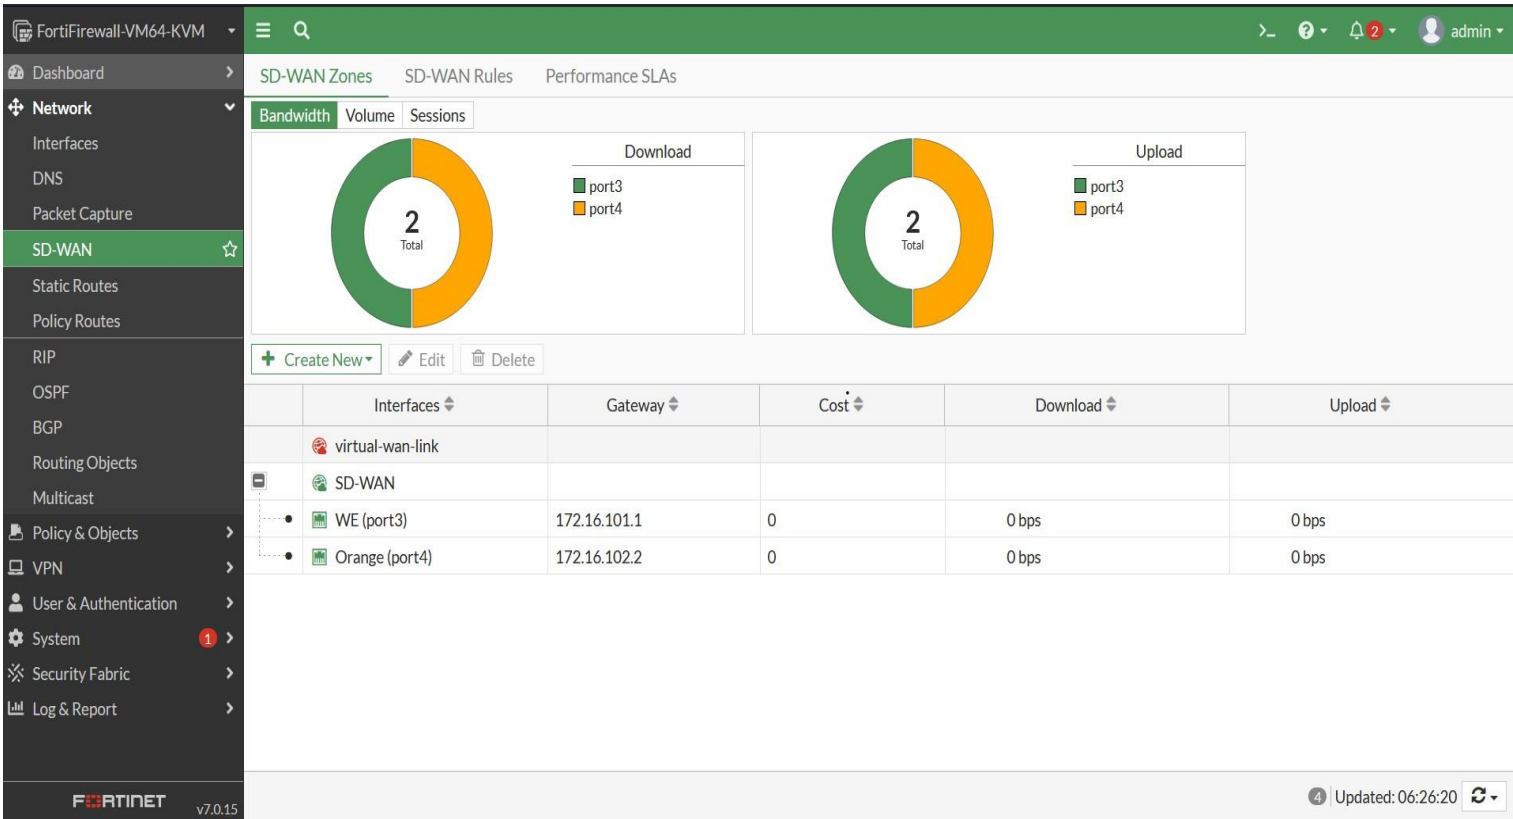 FortiFirewall-VM64-KVM
>_ ? 2 admin
Dashboard
Network
Interfaces
DNS
Packet Capture
SD-WAN
Static Routes
Policy Routes
RIP
OSPF
BGP
Routing Objects
Multicast
Policy & Objects
VPN
User & Authentication
System 1
Security Fabric
Log & Report
FORTINET v7.0.15
SD-WAN Zones SD-WAN Rules Performance SLAs
Bandwidth Volume Sessions
2
Total
Download
port3
port4
2
Total
Upload
port3
port4
+ Create New Edit Delete
Interfaces Gateway Cost Download Upload
virtual-wan-link
SD-WAN
WE (port3) 172.16.101.1 0 0 bps 0 bps
Orange (port4) 172.16.102.2 0 0 bps 0 bps
4 Updated: 06:26:20